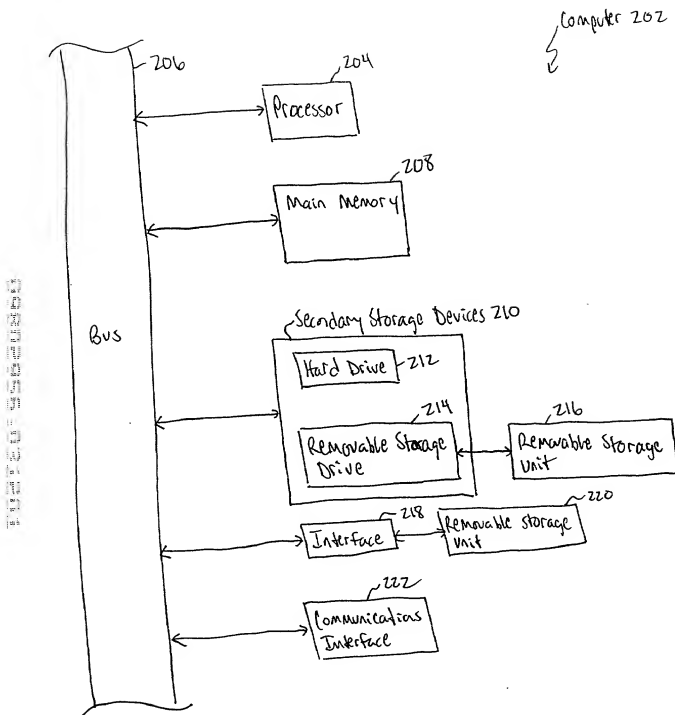 Computer 202
206
204
Processor
208
Main Memory
Bus
Secondary Storage Devices 210
Hard Drive
212
214
Removable Storage
Drive
216
Removable Storage
Unit
218
Interface
220
Removable Storage
Unit
222
Communications
Interface